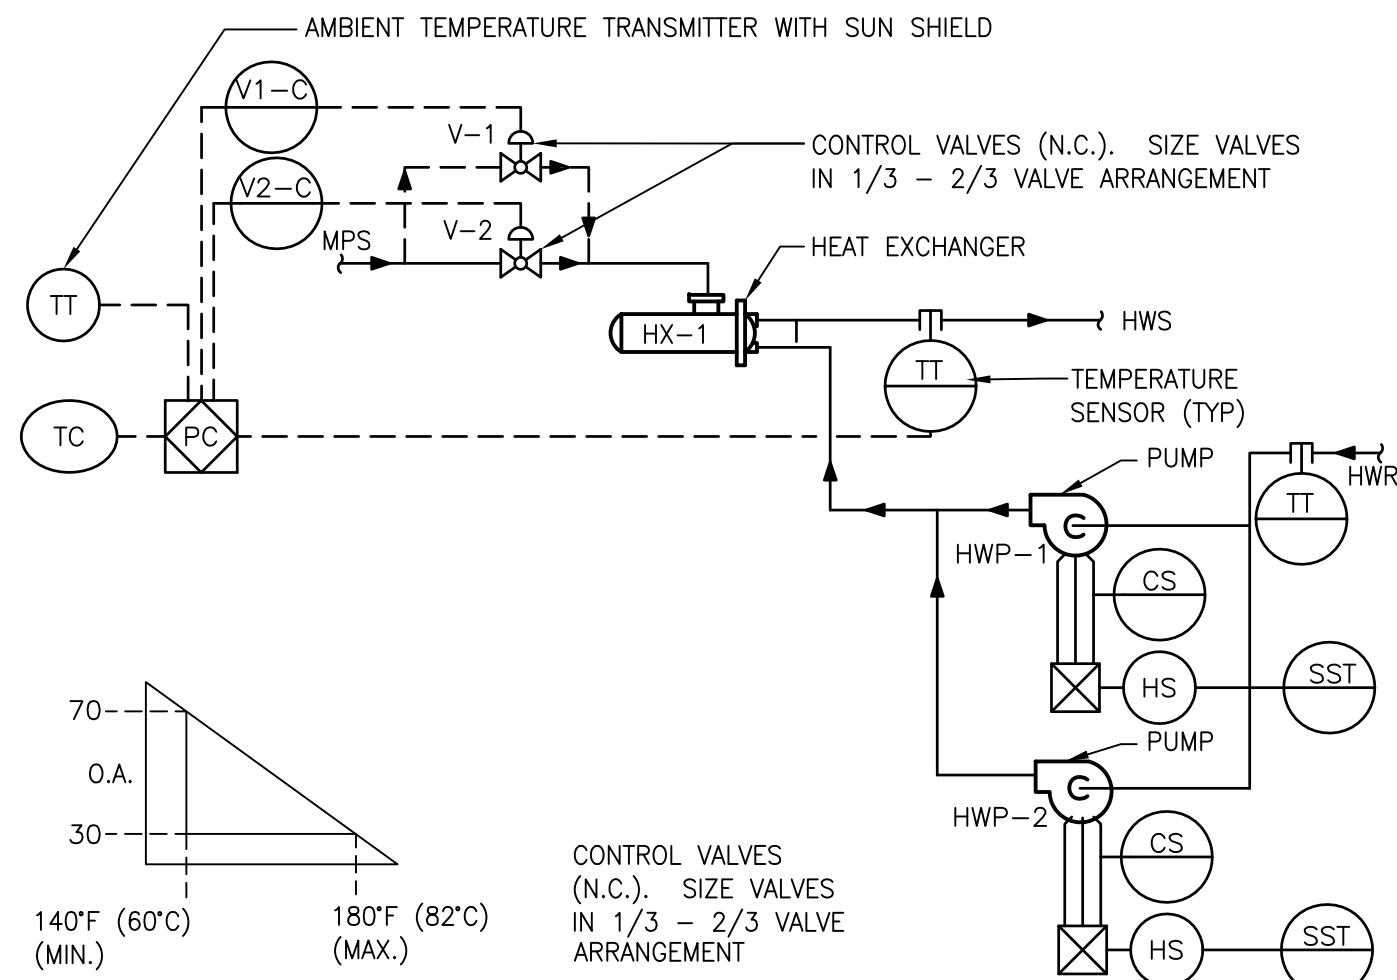 AMBIENT TEMPERATURE TRANSMITTER WITH SUN SHIELD
V1-C
V-1
CONTROL VALVES (N.C.). SIZE VALVES
IN 1/3 - 2/3 VALVE ARRANGEMENT
V2-C
V-2
MPS
HEAT EXCHANGER
TT
HX-1
HWS
TT
TEMPERATURE
SENSOR (TYP)
TC
PC
PUMP
HWR
TT
HWP-1
CS
HS
SST
PUMP
HWP-2
CS
HS
SST
70
O.A.
30
140°F (60°C)
(MIN.)
180°F (82°C)
(MAX.)
CONTROL VALVES
(N.C.). SIZE VALVES
IN 1/3 - 2/3 VALVE
ARRANGEMENT